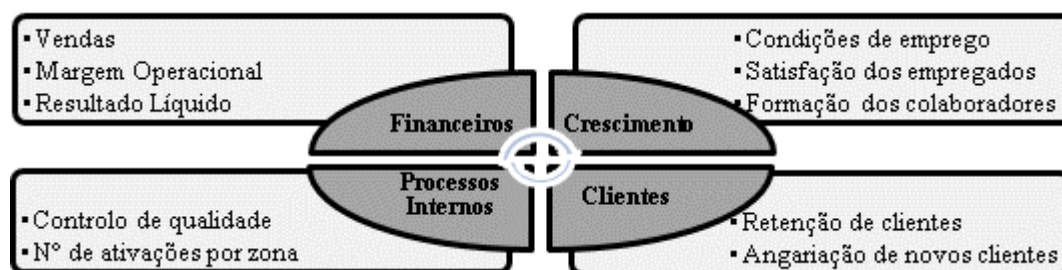 ▪ Vendas
▪ Margem Operacional
▪ Resultado Líquido
Financeiros
▪ Condições de emprego
▪ Satisfação dos empregados
▪ Formação dos colaboradores
Crescimento
Processos
Internos
▪ Controlo de qualidade
▪ Nº de ativações por zona
Clientes
▪ Retenção de clientes
▪ Angariação de novos clientes